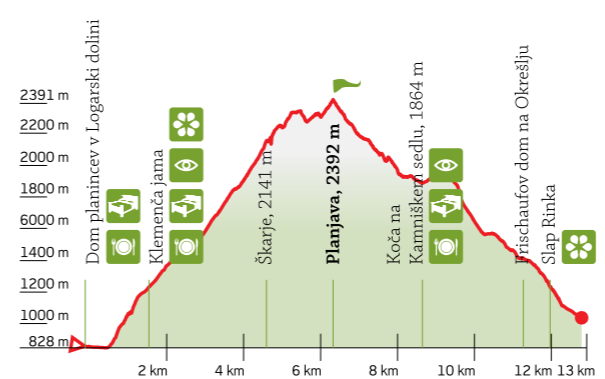 2391 m
2200 m
2000 m
1800 m
6000 m
1400 m
1200 m
1000 m
828 m
Dom planincev v Logarski dolini
Klemenča jama
Škarje, 2141 m
Planjava, 2392 m
Koča na
Kamniškem sedlu, 1864 m
Frischaufov dom na Okrešlju
Slap Rinka
2 km
4 km
6 km
8 km
10 km
12 km
13 km